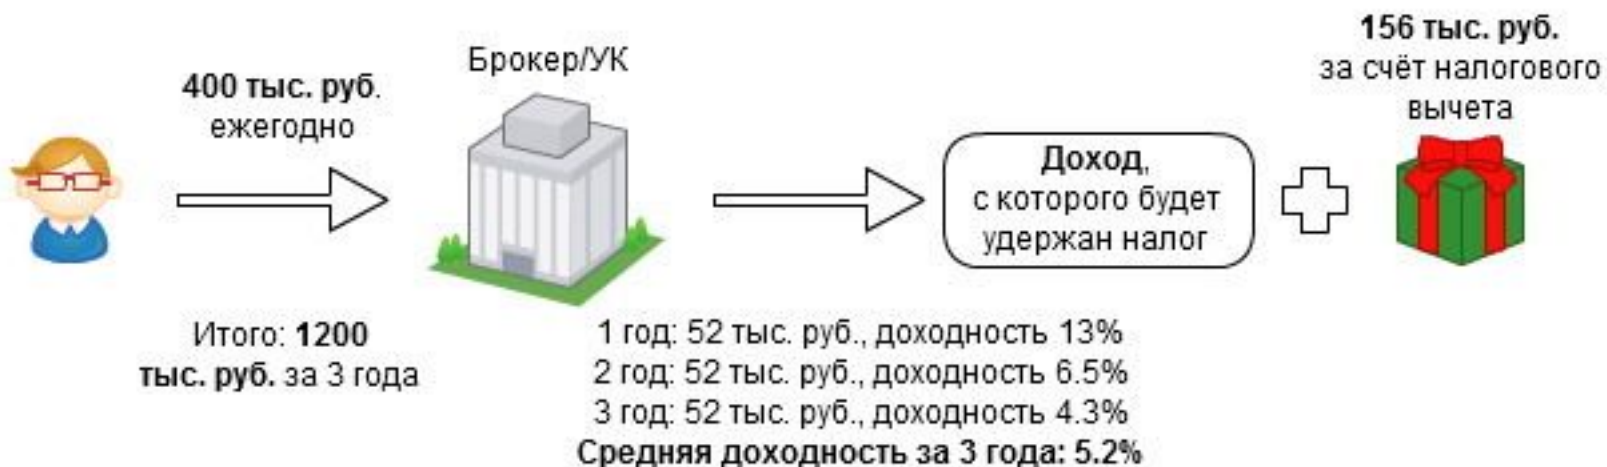 400 тыс. руб.
ежегодно
Брокер/УК
156 тыс. руб.
за счёт налогового
вычета
Доход,
с которого будет
удержан налог
Итого: 1200
тыс. руб. за 3 года
1 год: 52 тыс. руб., доходность 13%
2 год: 52 тыс. руб., доходность 6.5%
3 год: 52 тыс. руб., доходность 4.3%
Средняя доходность за 3 года: 5.2%